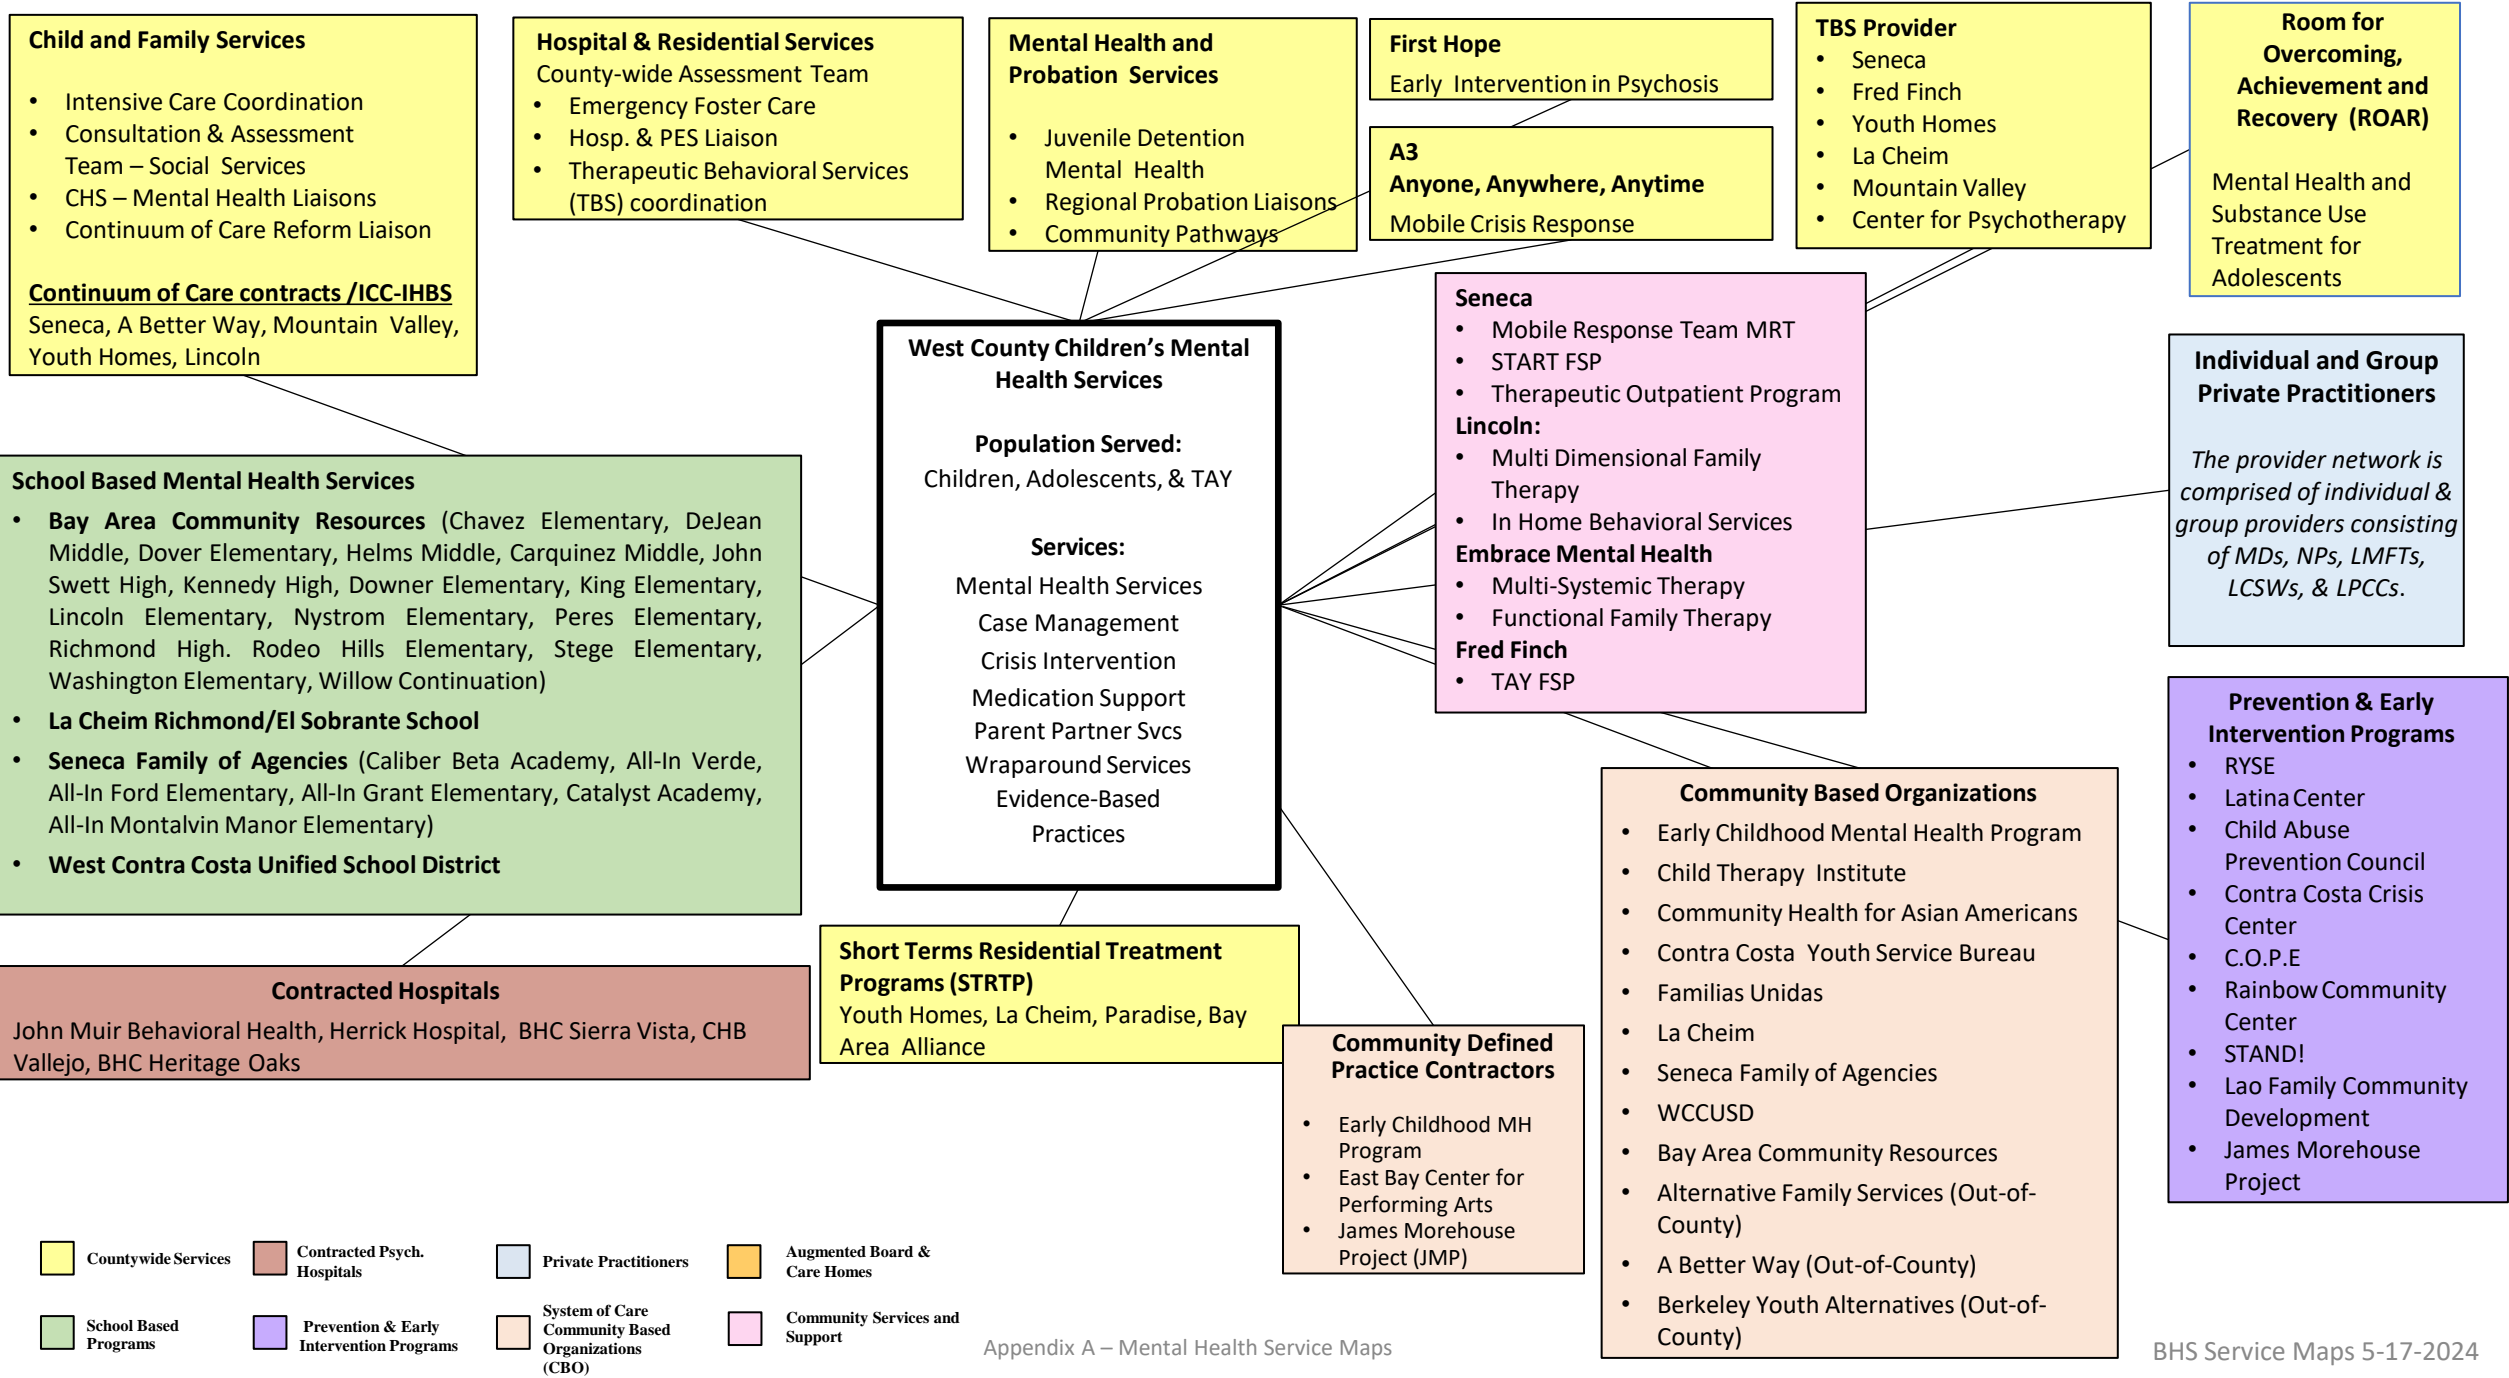 Child and Family Services
• Intensive Care Coordination
• Consultation & Assessment
Team – Social Services
• CHS – Mental Health Liaisons
• Continuum of Care Reform Liaison
Continuum of Care contracts /ICC-IHBS
Seneca, A Better Way, Mountain Valley,
Youth Homes, Lincoln
Hospital & Residential Services
County-wide Assessment Team
• Emergency Foster Care
• Hosp. & PES Liaison
• Therapeutic Behavioral Services
(TBS) coordination
Mental Health and
Probation Services
• Juvenile Detention
Mental Health
• Regional Probation Liaisons
• Community Pathways
First Hope
Early Intervention in Psychosis
A3
Anyone, Anywhere, Anytime
Mobile Crisis Response
TBS Provider
• Seneca
• Fred Finch
• Youth Homes
• La Cheim
• Mountain Valley
• Center for Psychotherapy
Room for
Overcoming,
Achievement and
Recovery (ROAR)
Mental Health and
Substance Use
Treatment for
Adolescents
West County Children's Mental
Health Services
Population Served:
Children, Adolescents, & TAY
Services:
Mental Health Services
Case Management
Crisis Intervention
Medication Support
Parent Partner Svcs
Wraparound Services
Evidence-Based
Practices
Seneca
• Mobile Response Team MRT
• START FSP
• Therapeutic Outpatient Program
Lincoln:
• Multi Dimensional Family
Therapy
• In Home Behavioral Services
Embrace Mental Health
• Multi-Systemic Therapy
• Functional Family Therapy
Fred Finch
• TAY FSP
Individual and Group
Private Practitioners
The provider network is
comprised of individual &
group providers consisting
of MDs, NPs, LMFTs,
LCSWs, & LPCCs.
School Based Mental Health Services
• Bay Area Community Resources (Chavez Elementary, DeJean
Middle, Dover Elementary, Helms Middle, Carquinez Middle, John
Swett High, Kennedy High, Downer Elementary, King Elementary,
Lincoln Elementary, Nystrom Elementary, Peres Elementary,
Richmond High. Rodeo Hills Elementary, Stege Elementary,
Washington Elementary, Willow Continuation)
• La Cheim Richmond/El Sobrante School
• Seneca Family of Agencies (Caliber Beta Academy, All-In Verde,
All-In Ford Elementary, All-In Grant Elementary, Catalyst Academy,
All-In Montalvin Manor Elementary)
• West Contra Costa Unified School District
Contracted Hospitals
John Muir Behavioral Health, Herrick Hospital, BHC Sierra Vista, CHB
Vallejo, BHC Heritage Oaks
Short Terms Residential Treatment
Programs (STRTP)
Youth Homes, La Cheim, Paradise, Bay
Area Alliance
Community Defined
Practice Contractors
• Early Childhood MH
Program
• East Bay Center for
Performing Arts
• James Morehouse
Project (JMP)
Community Based Organizations
• Early Childhood Mental Health Program
• Child Therapy Institute
• Community Health for Asian Americans
• Contra Costa Youth Service Bureau
• Familias Unidas
• La Cheim
• Seneca Family of Agencies
• WCCUSD
• Bay Area Community Resources
• Alternative Family Services (Out-of-
County)
• A Better Way (Out-of-County)
• Berkeley Youth Alternatives (Out-of-
County)
Prevention & Early
Intervention Programs
• RYSE
• Latina Center
• Child Abuse
Prevention Council
• Contra Costa Crisis
Center
• C.O.P.E
• Rainbow Community
Center
• STAND!
• Lao Family Community
Development
• James Morehouse
Project
Countywide Services
Contracted Psych.
Hospitals
Private Practitioners
Augmented Board &
Care Homes
School Based
Programs
Prevention & Early
Intervention Programs
System of Care
Community Based
Organizations
(CBO)
Community Services and
Support
Appendix A – Mental Health Service Maps
BHS Service Maps 5-17-2024